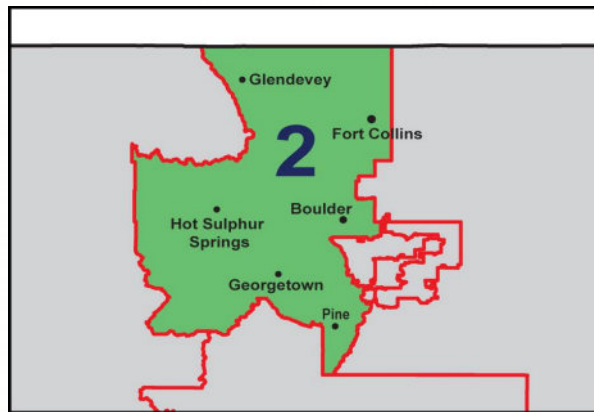 Glendevey
Fort Collins
2
Boulder
Hot Sulphur
Springs
Georgetown
Pine